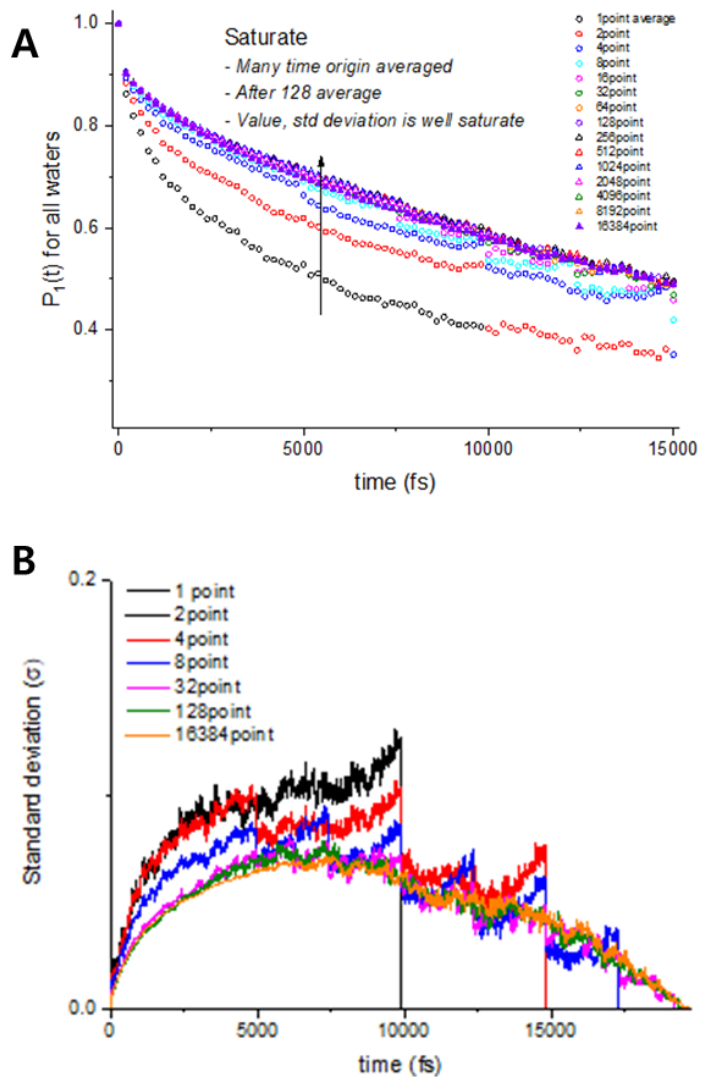 A
1.0
0.8
0.6
0.4
P₁(t) for all waters
Saturate
- Many time origin averaged
- After 128 average
- Value, std deviation is well saturate
1point average
2point
4point
8point
16point
32point
64point
128point
256point
512point
1024point
2048point
4096point
8192point
16384point
0
5000
10000
15000
time (fs)
B
0.2
0.0
Standard deviation (σ)
1 point
2point
4point
8point
32point
128point
16384point
0
5000
10000
15000
time (fs)